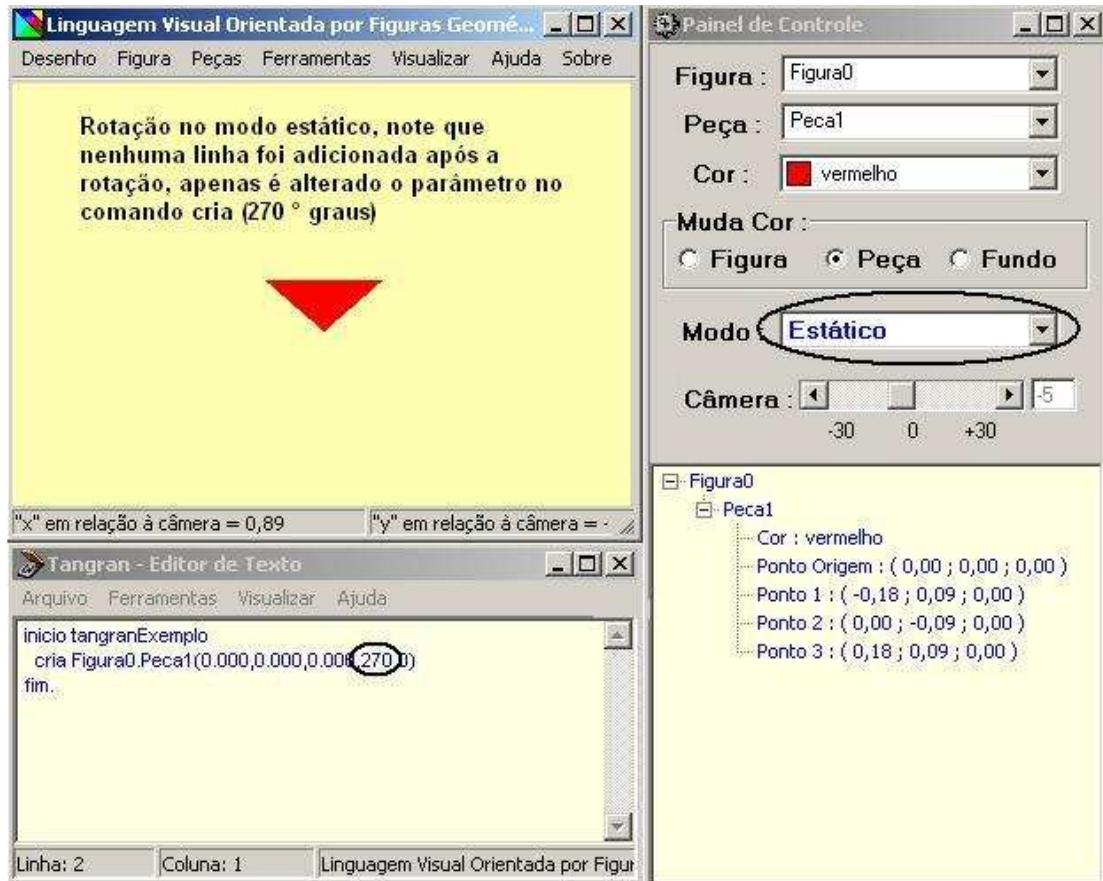 Linguagem Visual Orientada por Figuras Geomé...
Desenho Figura Peças Ferramentas Visualizar Ajuda Sobre
Rotação no modo estático, note que
nenhuma linha foi adicionada após a
rotação, apenas é alterado o parâmetro no
comando cria (270 ° graus)
"x" em relação à câmera = 0,89 "y" em relação à câmera = -
Tangran - Editor de Texto
Arquivo Ferramentas Visualizar Ajuda
inicio tangranExemplo
cria Figura0.Peca1(0.000,0.000,0.000,270,0)
fim.
Linha: 2 Coluna: 1 Linguagem Visual Orientada por Figur
Painel de Controle
Figura : Figura0
Peça : Peca1
Cor : vermelho
Muda Cor :
Figura Peça Fundo
Modo : Estático
Câmera : -5
-30 0 +30
Figura0
Peca1
Cor : vermelho
Ponto Origem : ( 0,00 ; 0,00 ; 0,00 )
Ponto 1 : ( -0,18 ; 0,09 ; 0,00 )
Ponto 2 : ( 0,00 ; -0,09 ; 0,00 )
Ponto 3 : ( 0,18 ; 0,09 ; 0,00 )